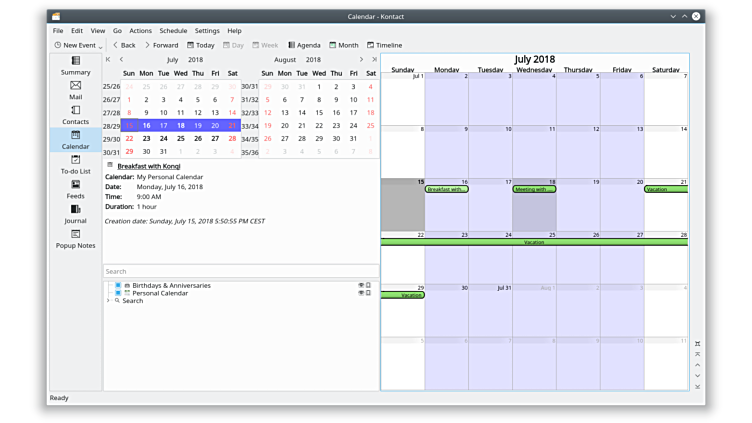 Calendar - Kontact
File Edit View Go Actions Schedule Settings Help
New Event Back Forward Today Day Week Agenda Month Timeline
Summary
Mail
Contacts
Calendar
To-do List
Feeds
Journal
Popup Notes
July 2018
Sun Mon Tue Wed Thu Fri Sat
25/26 24 25 26 27 28 29 30
26/27 1 2 3 4 5 6 7
27/28 8 9 10 11 12 13 14
28/29 15 16 17 18 19 20 21
29/30 22 23 24 25 26 27 28
30/31 29 30 31 1 2 3 4
August 2018
Sun Mon Tue Wed Thu Fri Sat
30/31 29 30 31 1 2 3 4
31/32 5 6 7 8 9 10 11
32/33 12 13 14 15 16 17 18
33/34 19 20 21 22 23 24 25
34/35 26 27 28 29 30 31 1
35/36 2 3 4 5 6 7 8
Breakfast with Konqi
Calendar: My Personal Calendar
Date: Monday, July 16, 2018
Time: 9:00 AM
Duration: 1 hour
Creation date: Sunday, July 15, 2018 5:50:55 PM CEST
Search
Birthdays & Anniversaries
Personal Calendar
Search
July 2018
Sunday Monday Tuesday Wednesday Thursday Friday Saturday
Jul 1 2 3 4 5 6 7
8 9 10 11 12 13 14
15 16 17 18 19 20 21
Breakfast with... Meeting with ... Vacation
22 23 24 25 26 27 28
Vacation
29 30 Jul 31 Aug 1 2 3 4
Vacation
5 6 7 8 9 10 11
Ready